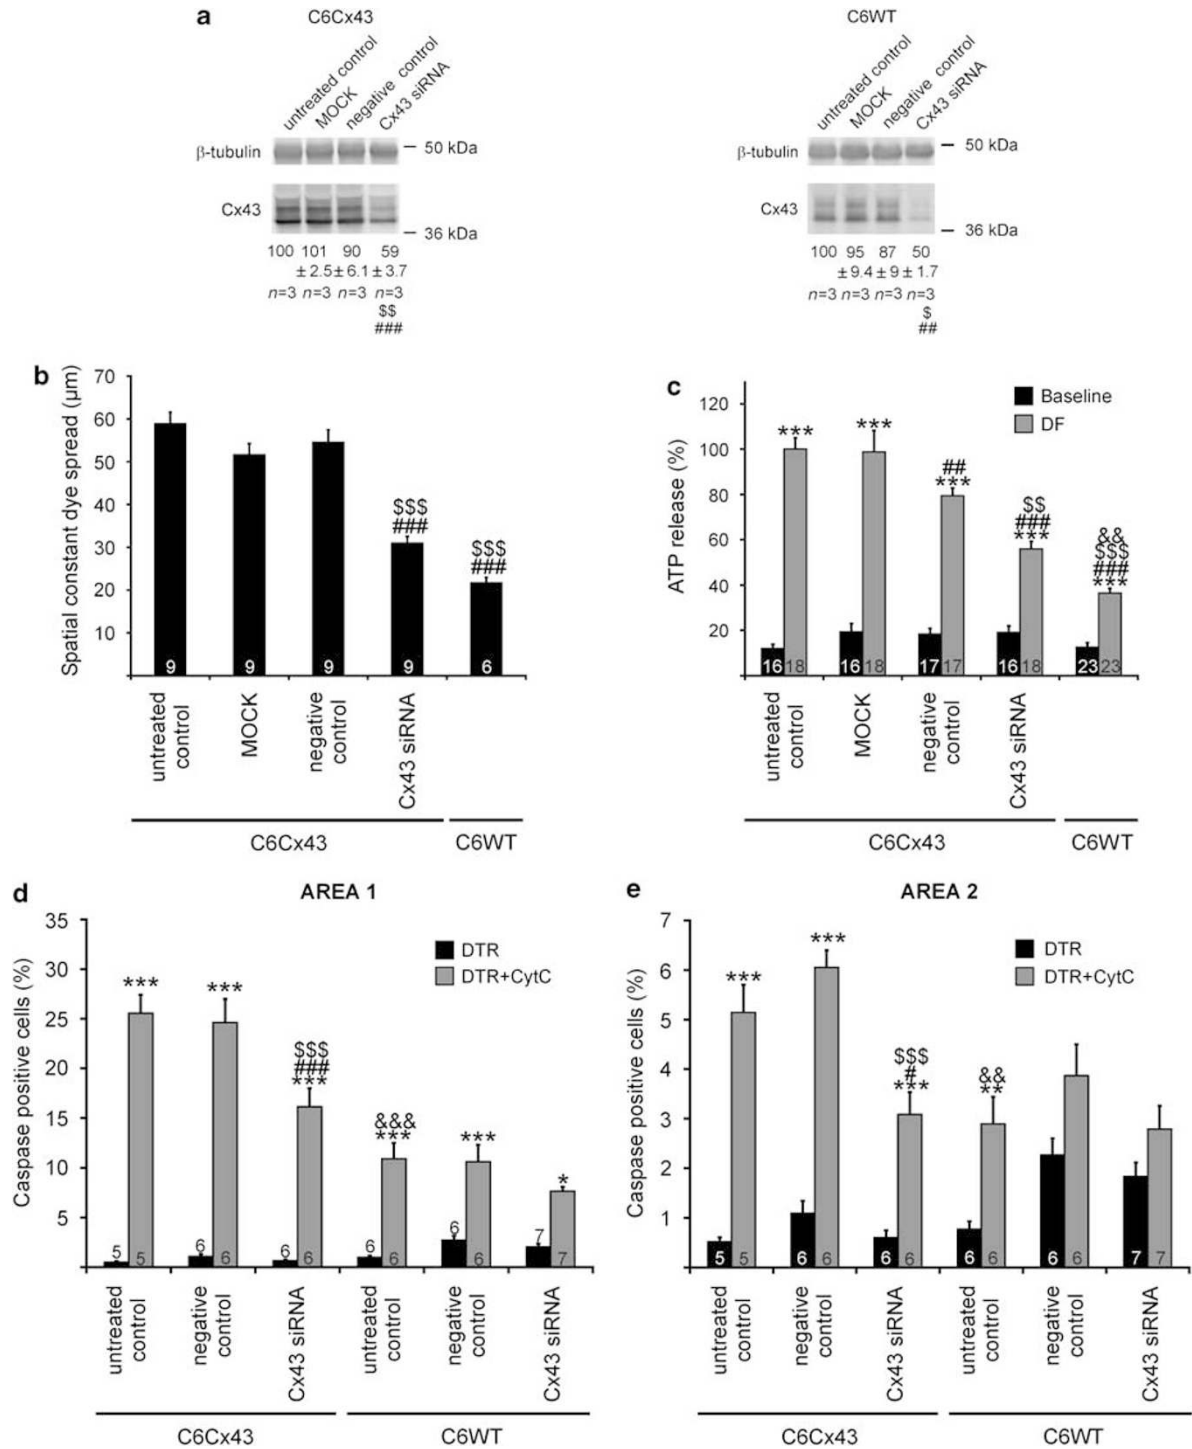 a
C6Cx43
C6WT
untreated control
MOCK
negative control
Cx43 siRNA
untreated control
MOCK
negative control
Cx43 siRNA
β-tubulin
50 kDa
β-tubulin
50 kDa
Cx43
36 kDa
Cx43
36 kDa
100 101 90 59
± 2.5 ± 6.1 ± 3.7
n=3 n=3 n=3 n=3
$$
###
100 95 87 50
± 9.4 ± 9 ± 1.7
n=3 n=3 n=3 n=3
$
##
b
Spatial constant dye spread (µm)
70
60
50
40
30
20
10
$$$
###
$$$
###
9 9 9 9 6
untreated
control
MOCK
negative
control
Cx43 siRNA
C6Cx43
C6WT
c
ATP release (%)
120
100
80
60
40
20
Baseline
DF
***
***
##
***
$$
###
***
&&
$$$
###
***
16 18 16 18 17 17 16 18 23 23
untreated
control
MOCK
negative
control
Cx43 siRNA
C6Cx43
C6WT
d
AREA 1
Caspase positive cells (%)
35
30
25
20
15
10
5
DTR
DTR+CytC
***
***
$$$
###
***
&&&
***
***
*
5 5 6 6 6 6 6 6 6 6 7 7
untreated
control
negative
control
Cx43 siRNA
untreated
control
negative
control
Cx43 siRNA
C6Cx43
C6WT
e
AREA 2
Caspase positive cells (%)
7
6
5
4
3
2
1
DTR
DTR+CytC
***
***
$$$
#
***
&&
**
5 5 6 6 6 6 6 6 6 6 7 7
untreated
control
negative
control
Cx43 siRNA
untreated
control
negative
control
Cx43 siRNA
C6Cx43
C6WT